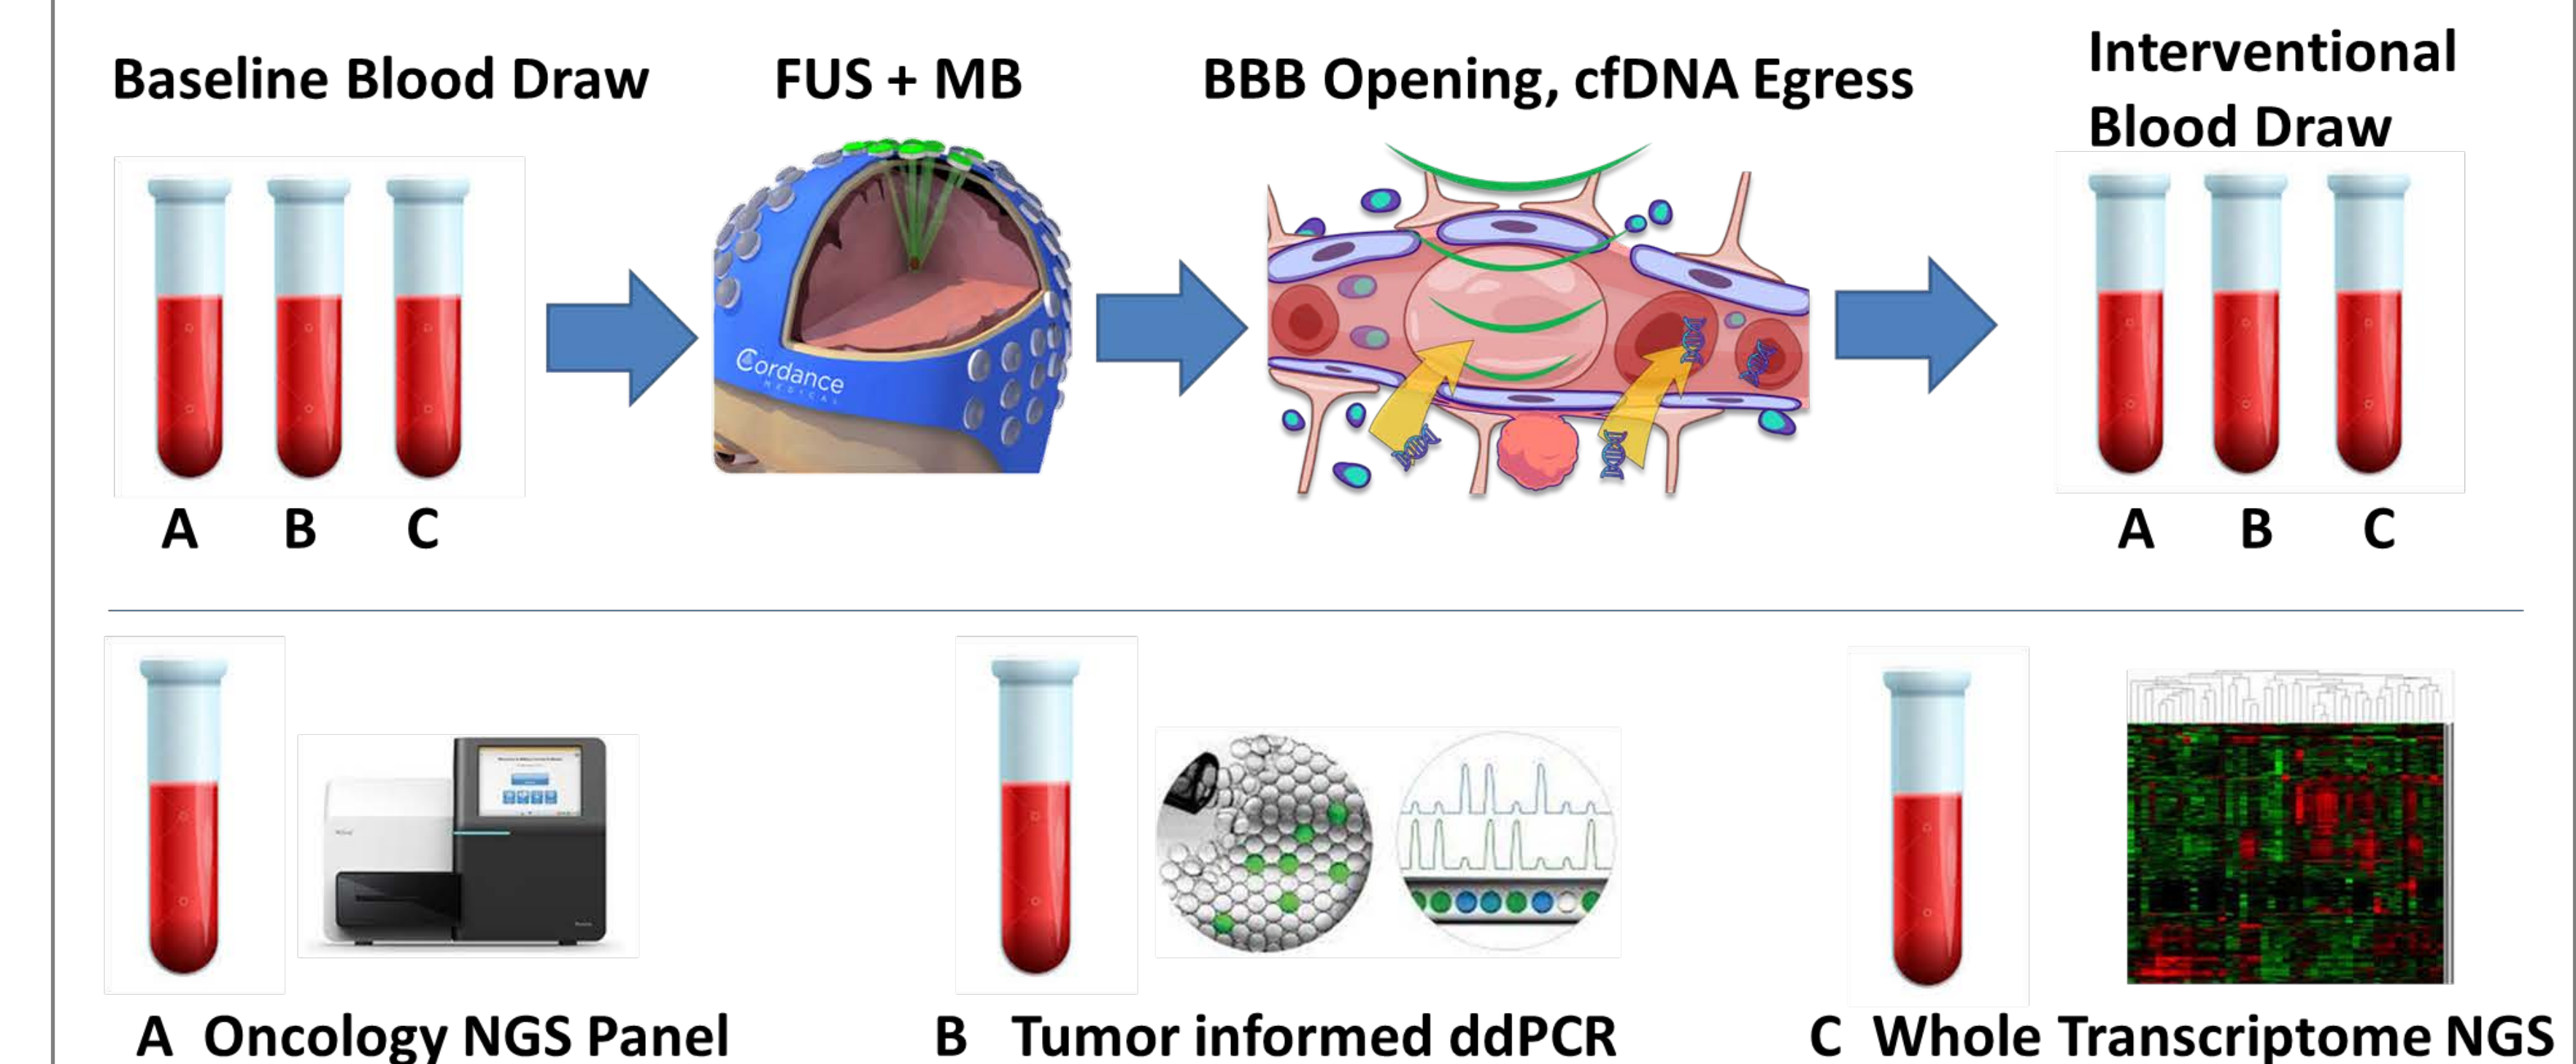 Baseline Blood Draw
FUS + MB
BBB Opening, cfDNA Egress
Interventional
Blood Draw
Cordance
MEDICAL
A B C
A B C
A Oncology NGS Panel
B Tumor informed ddPCR
C Whole Transcriptome NGS